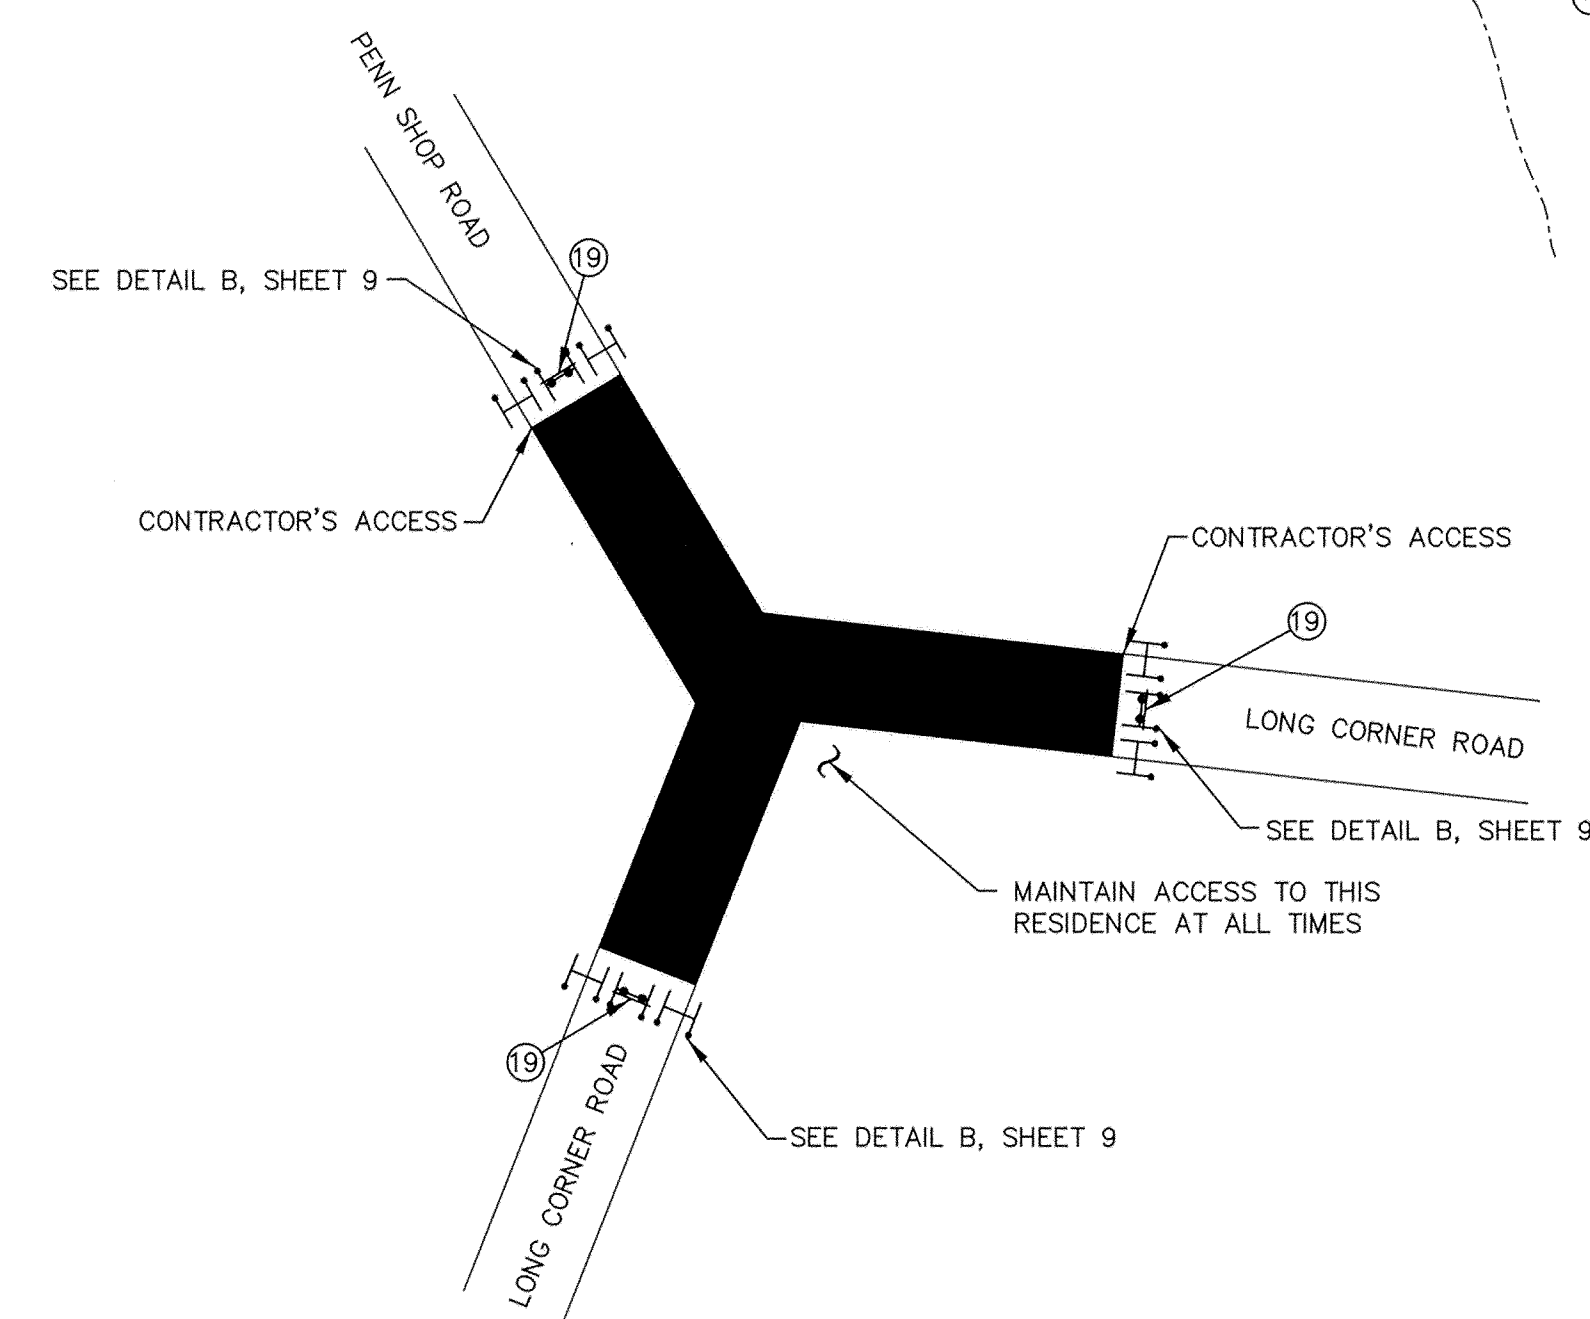 PENN SHOP ROAD
19
SEE DETAIL B, SHEET 9
CONTRACTOR'S ACCESS
CONTRACTOR'S ACCESS
19
LONG CORNER ROAD
SEE DETAIL B, SHEET 9
MAINTAIN ACCESS TO THIS
RESIDENCE AT ALL TIMES
19
LONG CORNER ROAD
SEE DETAIL B, SHEET 9